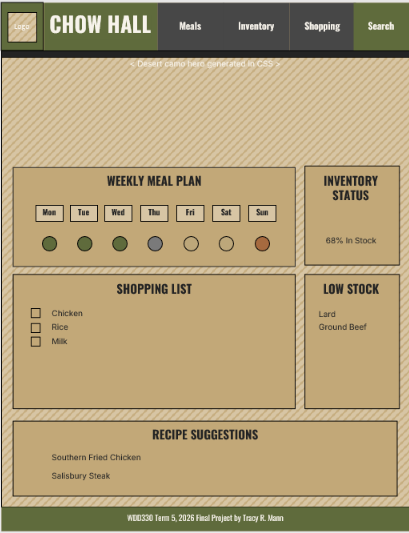 Logo
CHOW HALL
Meals
Inventory
Shopping
Search
< Desert camo hero generated in CSS >
WEEKLY MEAL PLAN
Mon Tue Wed Thu Fri Sat Sun
INVENTORY
STATUS
68% In Stock
SHOPPING LIST
Chicken
Rice
Milk
LOW STOCK
Lard
Ground Beef
RECIPE SUGGESTIONS
Southern Fried Chicken
Salisbury Steak
WDD330 Term 5, 2026 Final Project by Tracy R. Mann